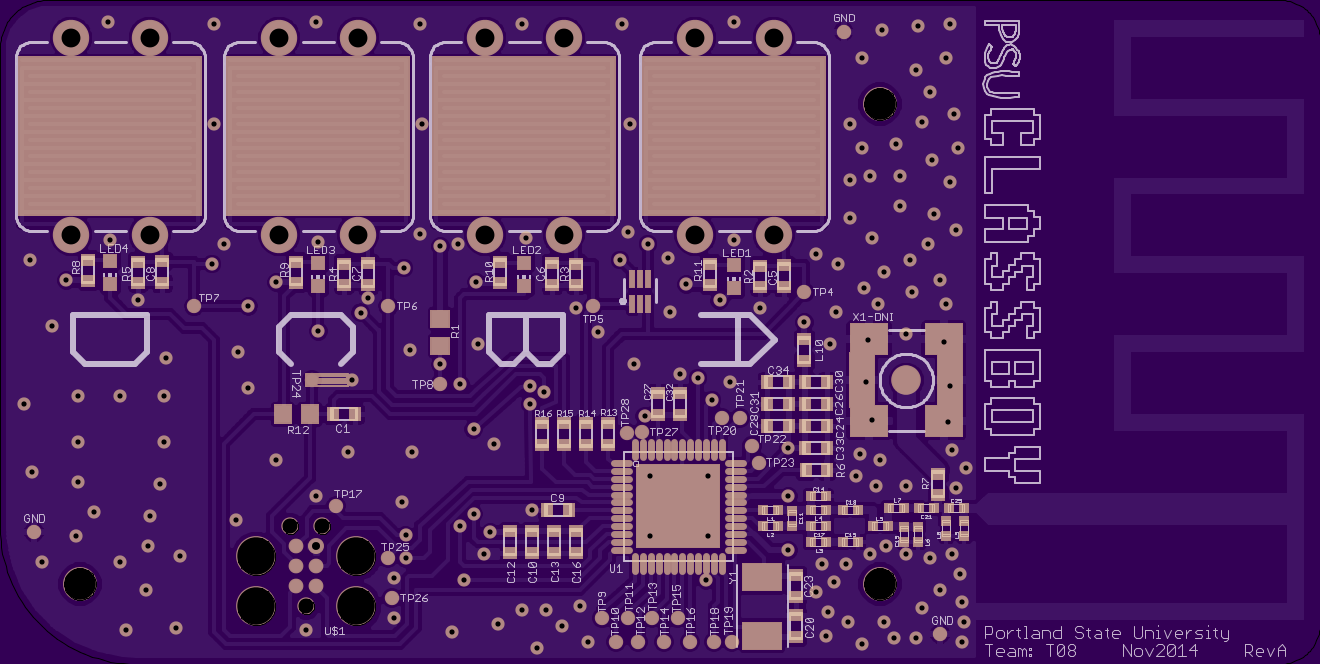 GND
PSU
CLASSBOY
LED4
LED3
LED2
LED1
R8
R5
C8
R9
R4
C7
R10
C6
R3
R11
R2
C5
TP7
TP6
TP5
TP4
R1
X1-DNI
L10
D
C
B
A
TP24
TP8
R12
C1
C34
C30
C31
C26
C28
C24
C33
R6
C27
C32
TP21
TP20
TP22
TP23
R16
R15
R14
R13
TP28
TP27
R7
TP17
GND
C9
TP25
TP26
C12
C10
C13
C16
U1
U$1
Y1
C23
C20
TP9
TP10
TP11
TP12
TP13
TP14
TP15
TP16
TP18
TP19
GND
Portland State University
Team: T08 Nov2014 RevA